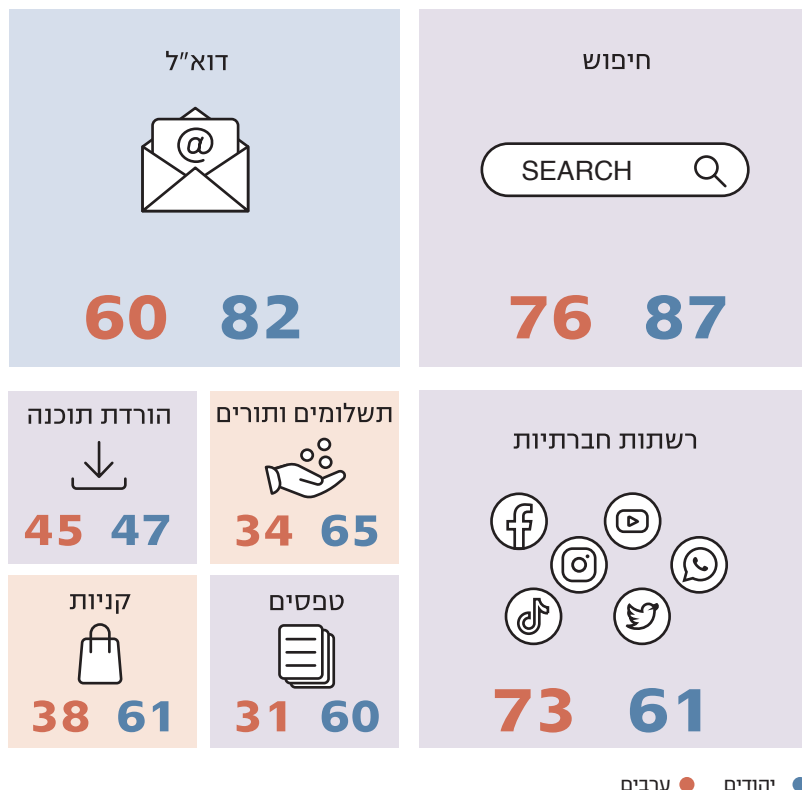 חיפוש
SEARCH
87 76
דוא"ל
@
82 60
רשתות חברתיות
61 73
תשלומים ותורים
65 34
הורדת תוכנה
47 45
טפסים
60 31
קניות
61 38
יהודים ערבים